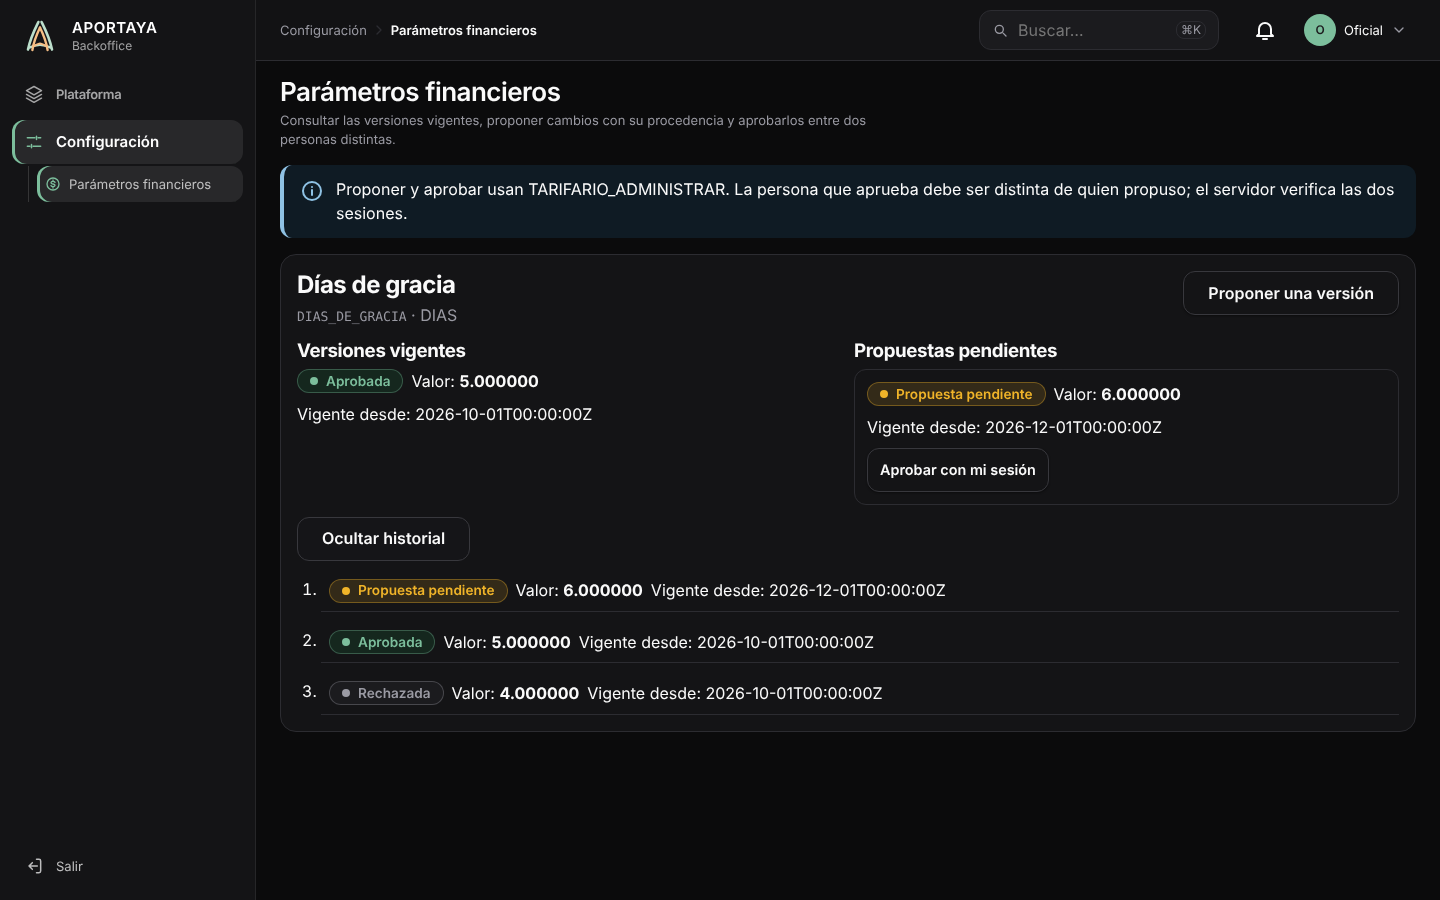 APORTAYA
Backoffice
Plataforma
Configuración
Parámetros financieros
Salir
Configuración
Parámetros financieros
Buscar...
⌘K
O
Oficial
Parámetros financieros
Consultar las versiones vigentes, proponer cambios con su procedencia y aprobarlos entre dos
personas distintas.
Proponer y aprobar usan TARIFARIO_ADMINISTRAR. La persona que aprueba debe ser distinta de quien propuso; el servidor verifica las dos
sesiones.
Días de gracia
DIAS_DE_GRACIA · DIAS
Proponer una versión
Versiones vigentes
Aprobada Valor: 5.000000
Vigente desde: 2026-10-01T00:00:00Z
Propuestas pendientes
Propuesta pendiente Valor: 6.000000
Vigente desde: 2026-12-01T00:00:00Z
Aprobar con mi sesión
Ocultar historial
1. Propuesta pendiente Valor: 6.000000 Vigente desde: 2026-12-01T00:00:00Z
2. Aprobada Valor: 5.000000 Vigente desde: 2026-10-01T00:00:00Z
3. Rechazada Valor: 4.000000 Vigente desde: 2026-10-01T00:00:00Z